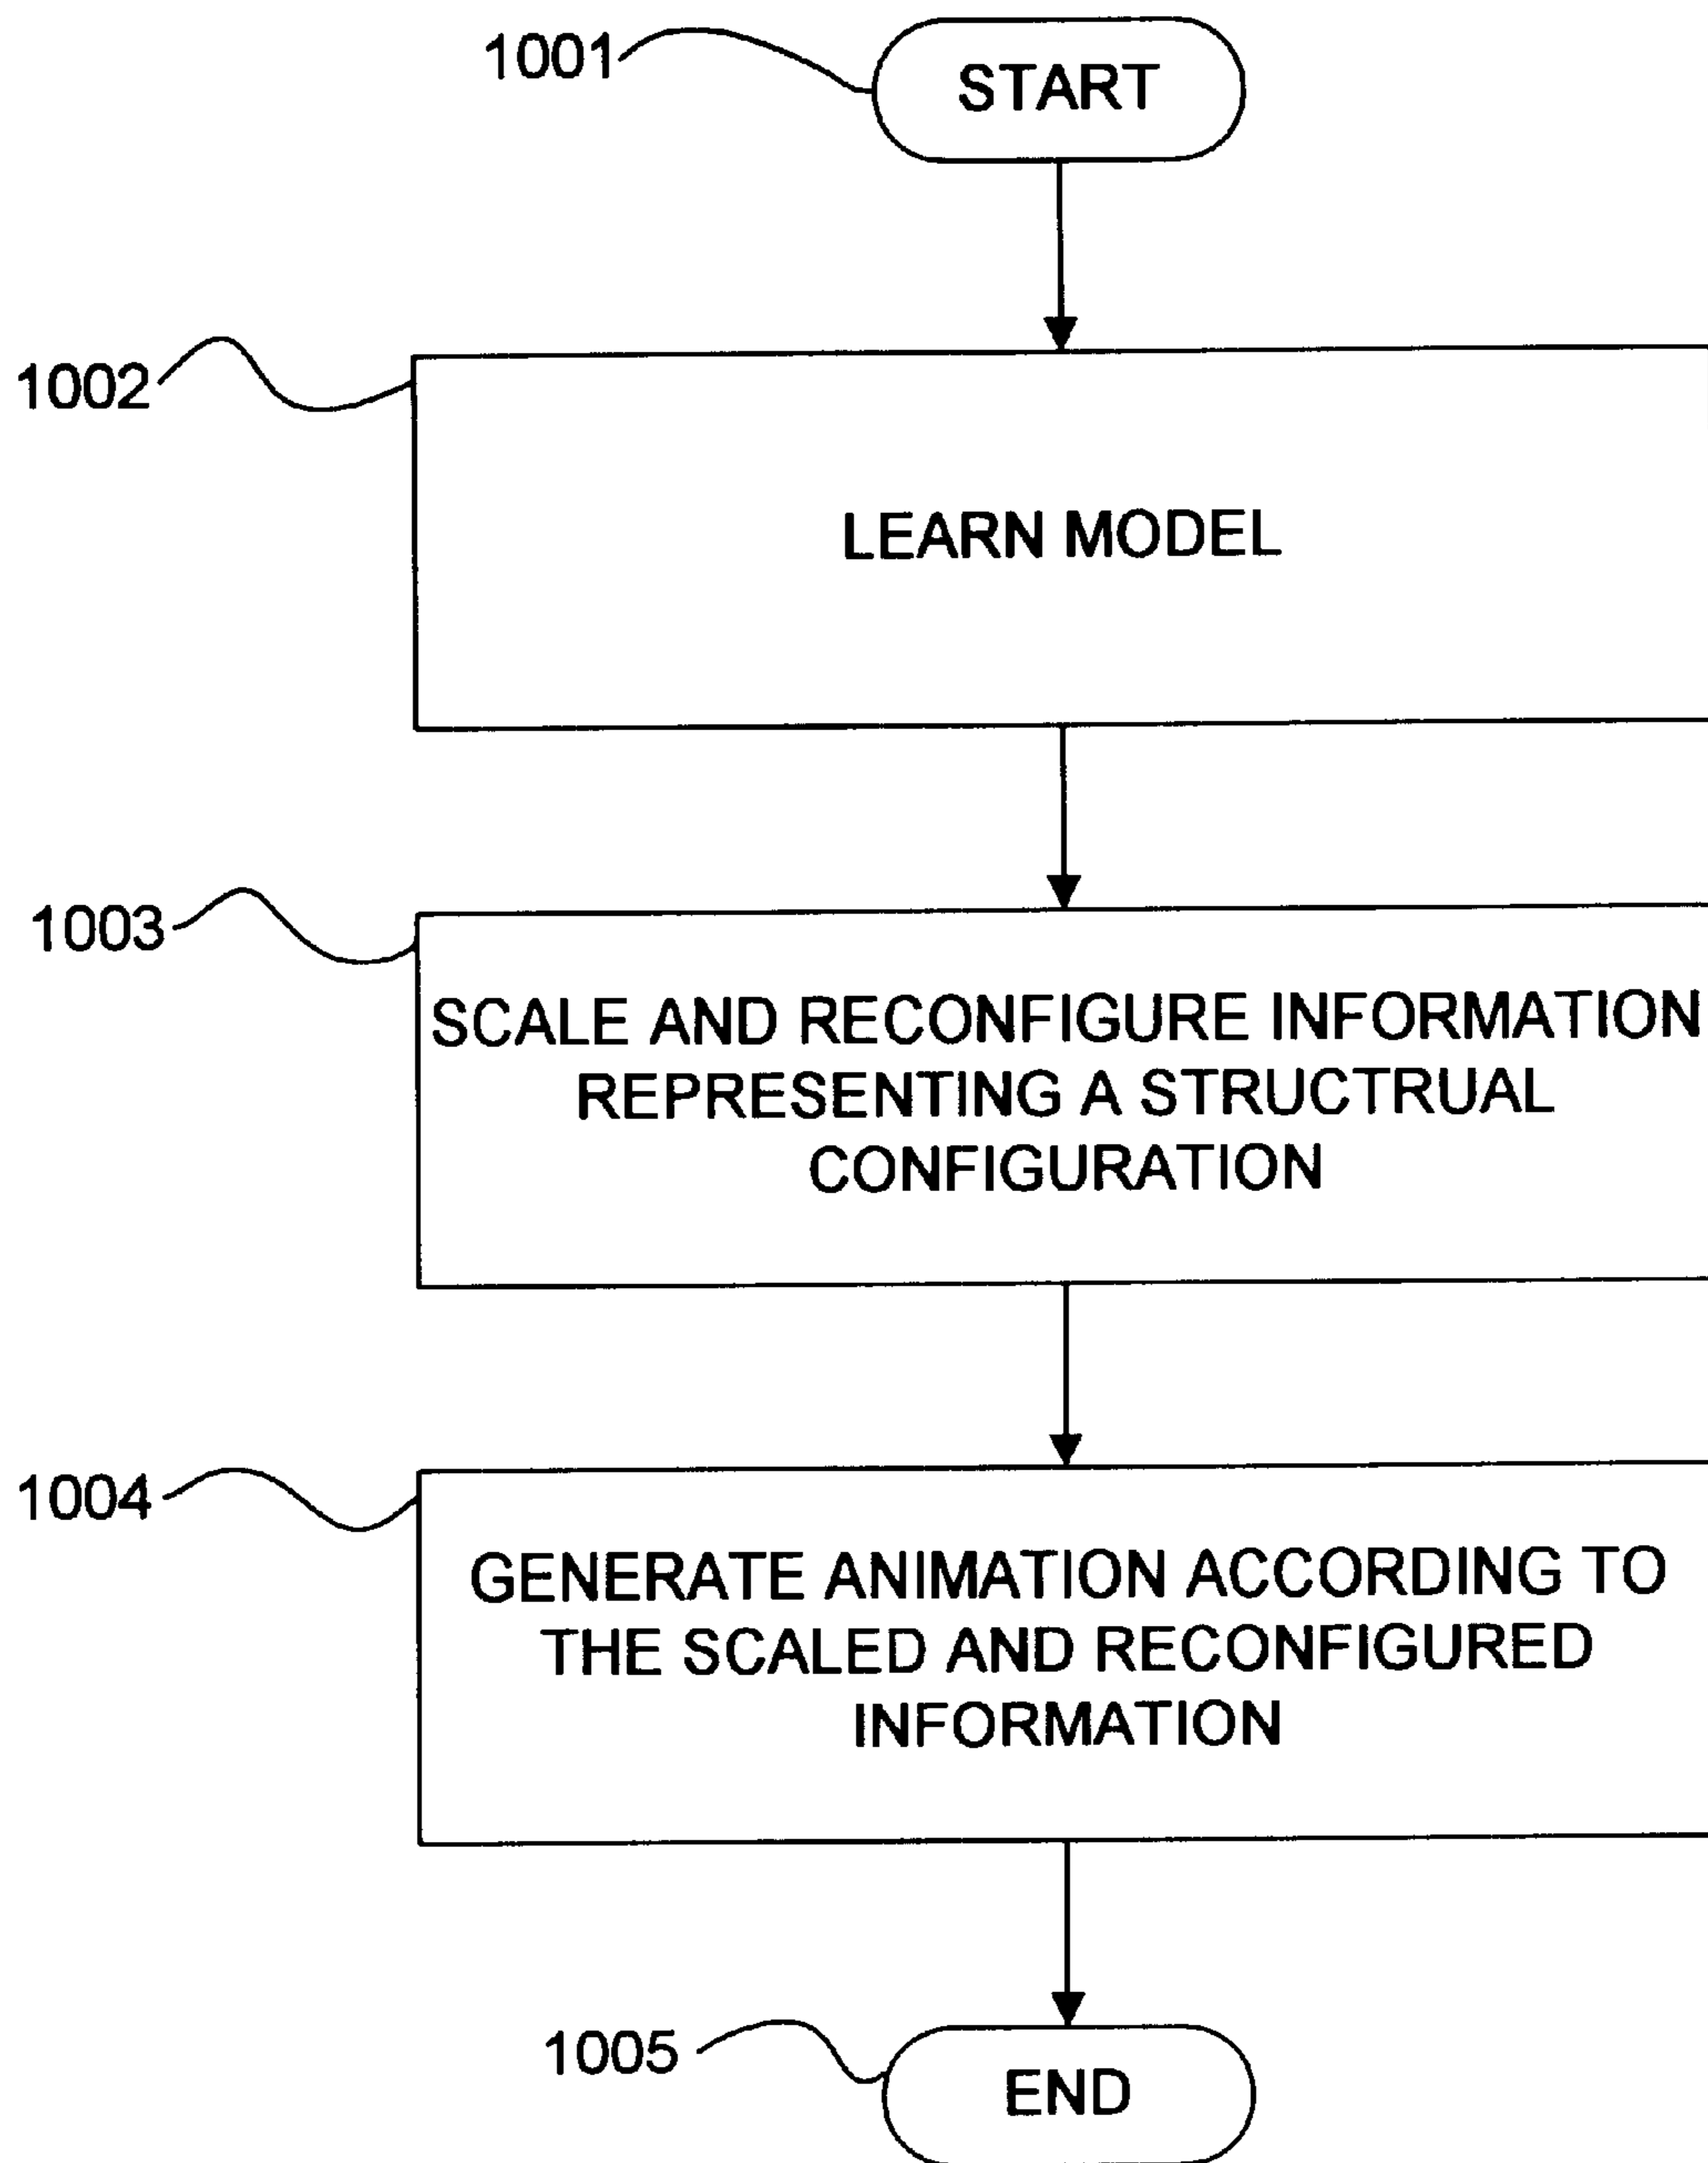 1001
START
1002
LEARN MODEL
1003
SCALE AND RECONFIGURE INFORMATION
REPRESENTING A STRUCTRUAL
CONFIGURATION
1004
GENERATE ANIMATION ACCORDING TO
THE SCALED AND RECONFIGURED
INFORMATION
1005
END